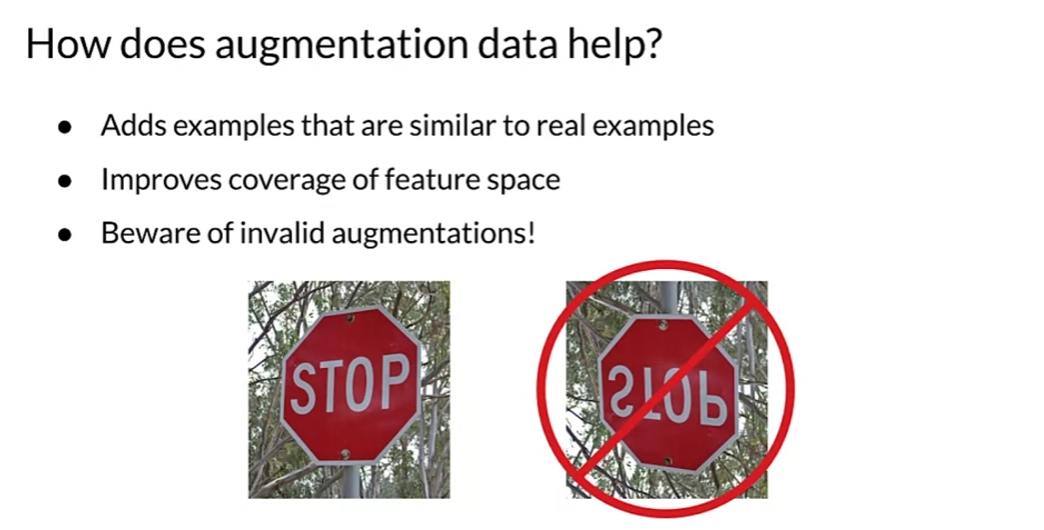 How does augmentation data help?
● Adds examples that are similar to real examples
● Improves coverage of feature space
● Beware of invalid augmentations!
STOP
STOP